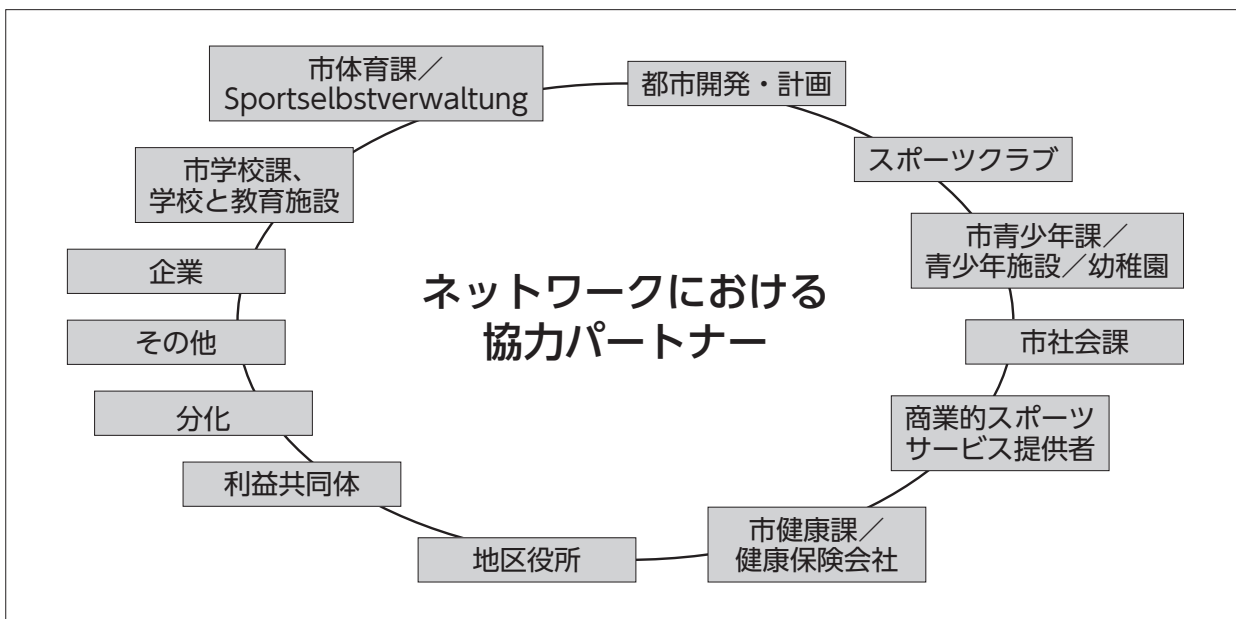 市体育課／
Sportselbstverwaltung
都市開発・計画
スポーツクラブ
市学校課、
学校と教育施設
市青少年課／
青少年施設／幼稚園
企業
ネットワークにおける
協力パートナー
その他
市社会課
分化
商業的スポーツ
サービス提供者
利益共同体
市健康課／
健康保険会社
地区役所